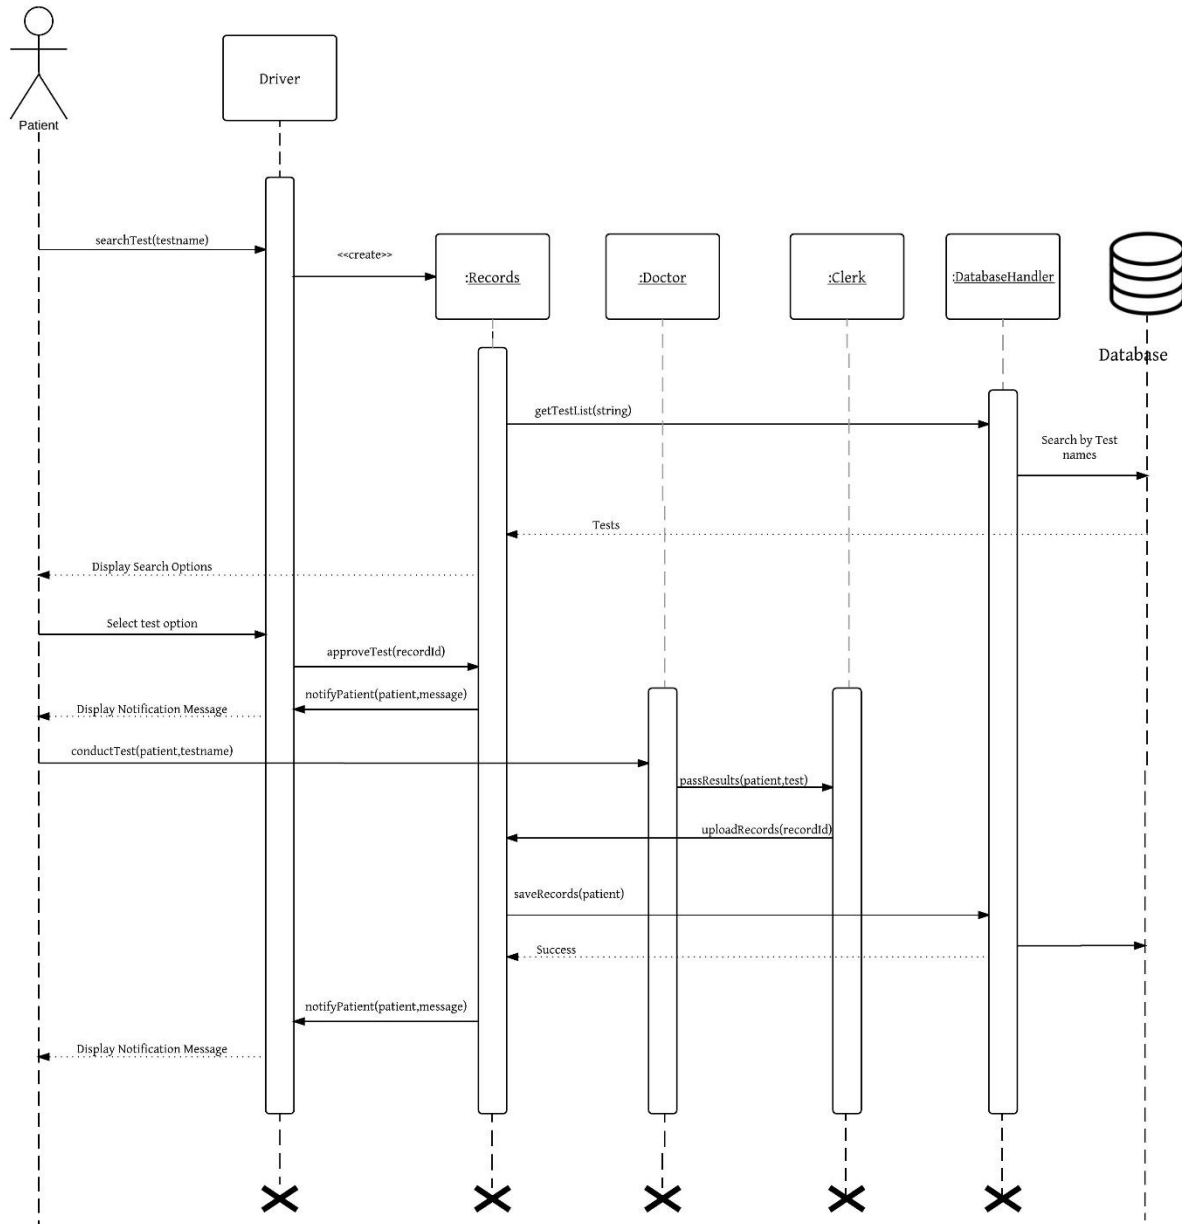 Patient
Driver
searchTest(testname)
<<create>>
:Records
:Doctor
:Clerk
:DatabaseHandler
Database
getTestList(string)
Search by Test
names
Tests
Display Search Options
Select test option
approveTest(recordId)
notifyPatient(patient,message)
Display Notification Message
conductTest(patient,testname)
passResults(patient,test)
uploadRecords(recordId)
saveRecords(patient)
Success
notifyPatient(patient,message)
Display Notification Message